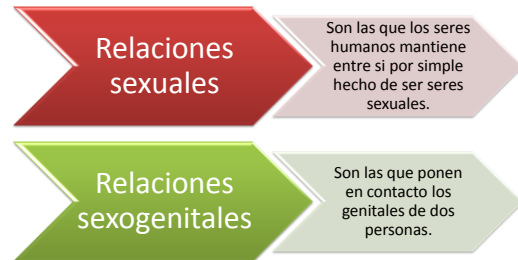 Relaciones
sexuales
Son las que los seres
humanos mantiene
entre si por simple
hecho de ser seres
sexuales.
Relaciones
sexogenitales
Son las que ponen
en contacto los
genitales de dos
personas.